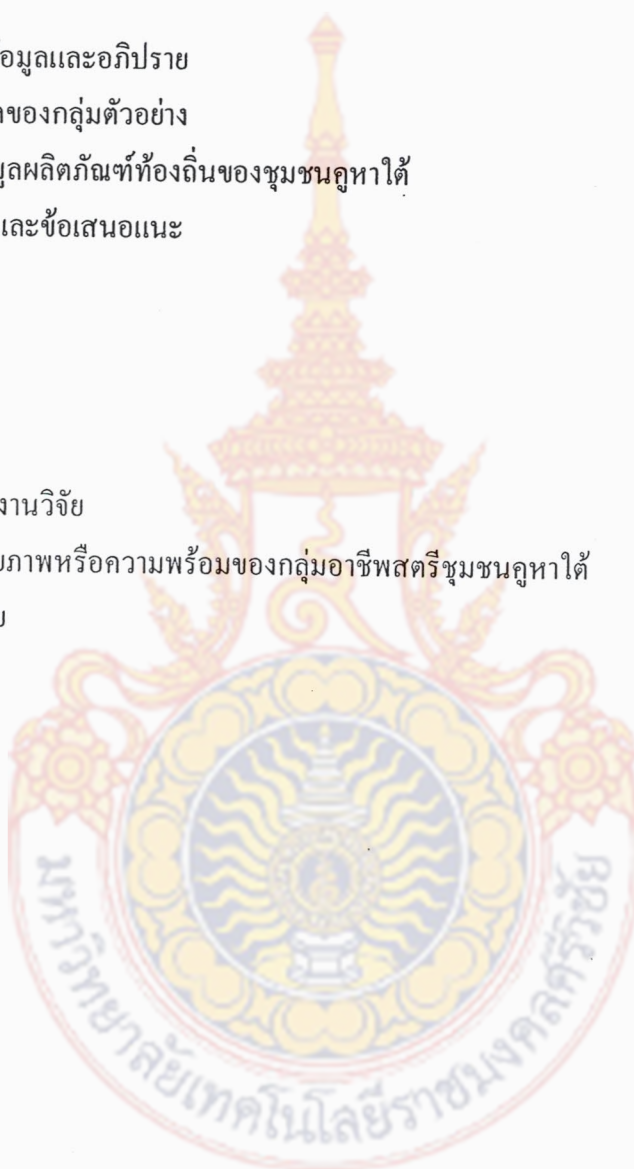 อมูลและอภิปราย
ของกลุ่มตัวอย่าง
มูลผลิตภัณฑ์ท้องถิ่นของชุมชนคูหาใต้
และข้อเสนอแนะ
งานวิจัย
ภาพหรือความพร้อมของกลุ่มอาชีพสตรีชุมชนคูหาใต้
ย
มหาวิทยาลัยเทคโนโลยีราชมงคลศรีวิชัย